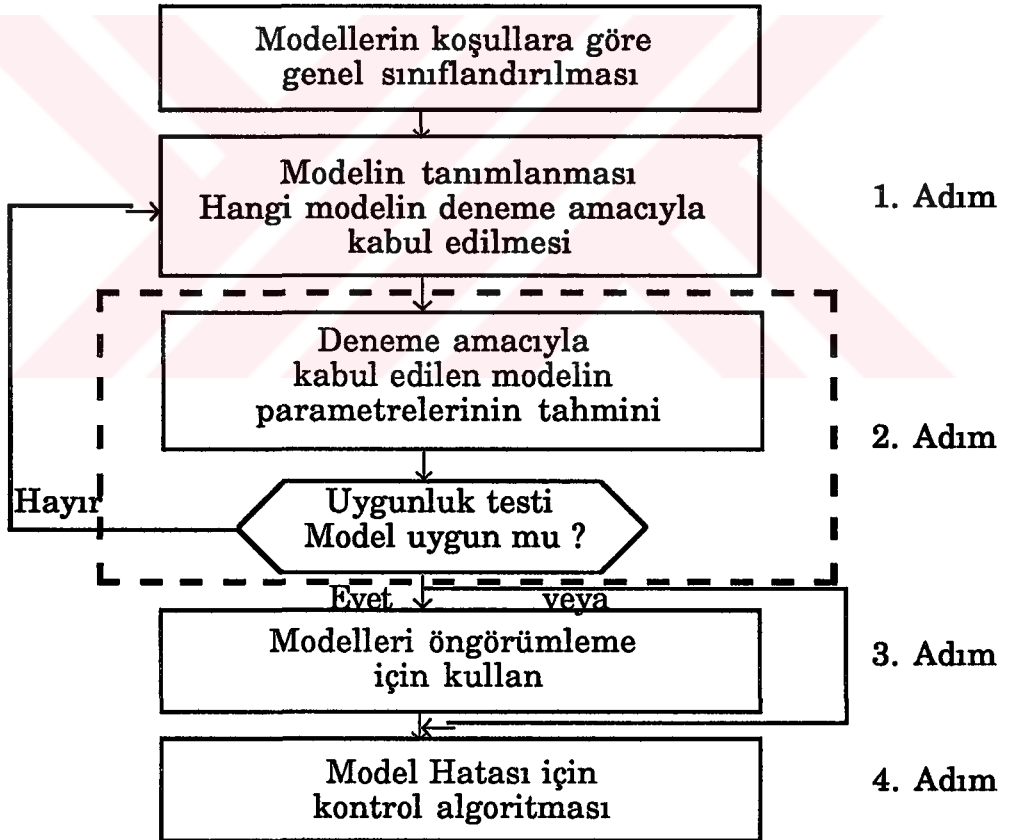 Modellerin koşullara göre
genel sınıflandırılması
Modelin tanımlanması
Hangi modelin deneme amacıyla
kabul edilmesi
1. Adım
Deneme amacıyla
kabul edilen modelin
parametrelerinin tahmini
2. Adım
Hayır
Uygunluk testi
Model uygun mu ?
Evet
veya
Modelleri öngörümleme
için kullan
3. Adım
Model Hatası için
kontrol algoritması
4. Adım